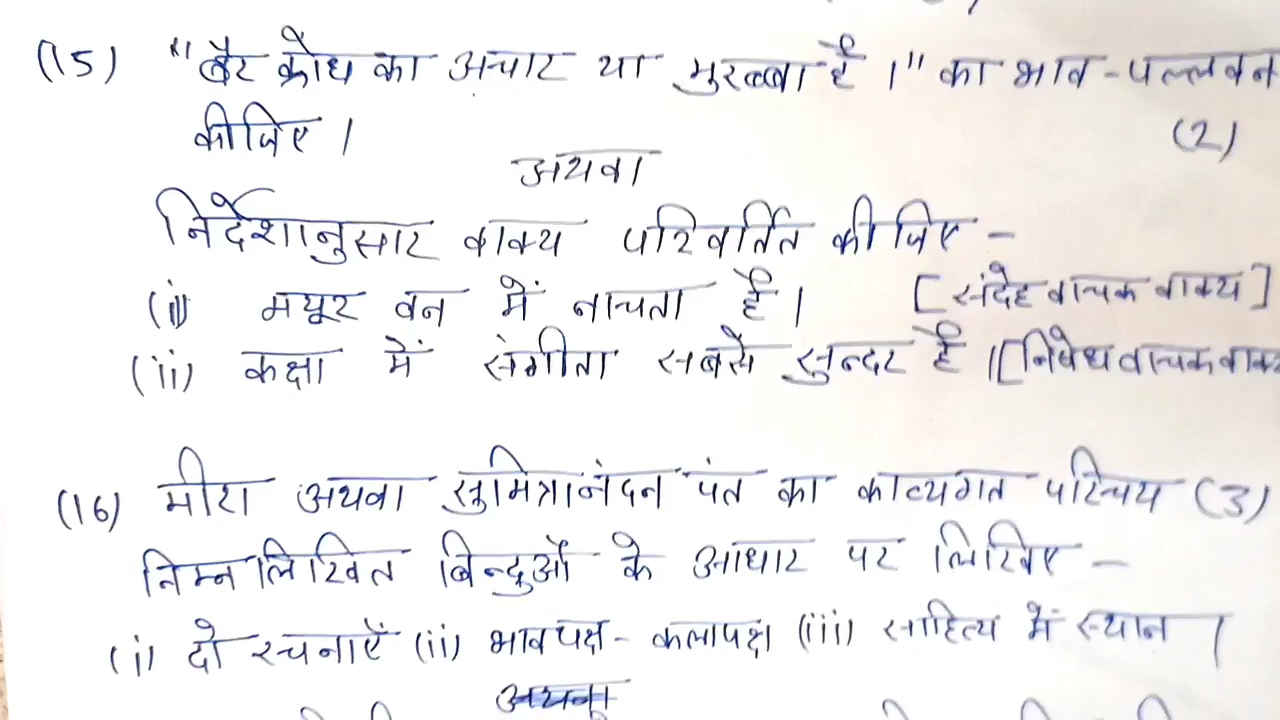 (15) "बैर क्रोध का अचार या मुरब्बा है।" का भाव-पल्लवन
कीजिए। (2)
अथवा
निर्देशानुसार वाक्य परिवर्तित कीजिए -
(i) मयूर वन में नाचता है। [संदेह वाचक वाक्य]
(ii) कक्षा में संगीता सबसे सुन्दर है।[निषेधवाचक वाक
(16) मीरा अथवा सुमित्रानंदन पंत का काव्यगत परिचय (3)
निम्नलिखित बिन्दुओं के आधार पर लिखिए -
(i) दो रचनाएँ (ii) भावपक्ष - कलापक्ष (iii) साहित्य में स्थान।
अथवा